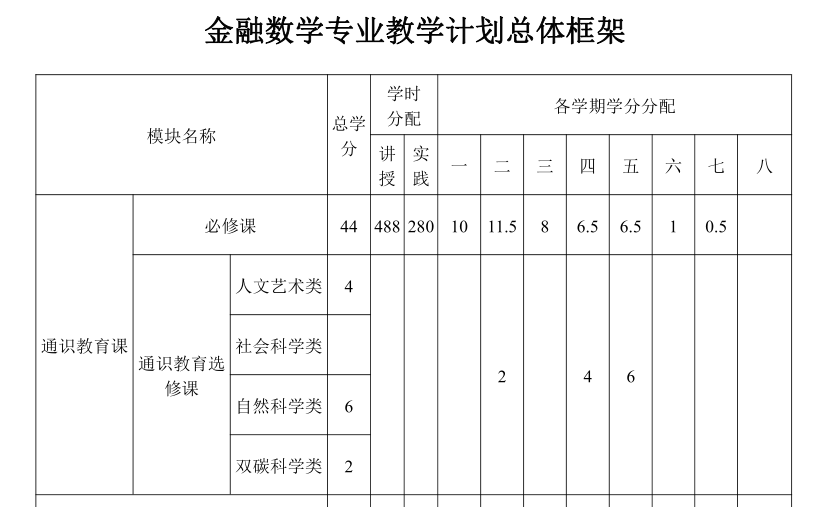 金融数学专业教学计划总体框架
模块名称
总学
分
学时
分配
各学期学分分配
讲
授
实
践
一 二 三 四 五 六 七 八
通识教育课
必修课 44 488 280 10 11.5 8 6.5 6.5 1 0.5
通识教育选
修课
人文艺术类 4
社会科学类
自然科学类 6
双碳科学类 2
2 4 6